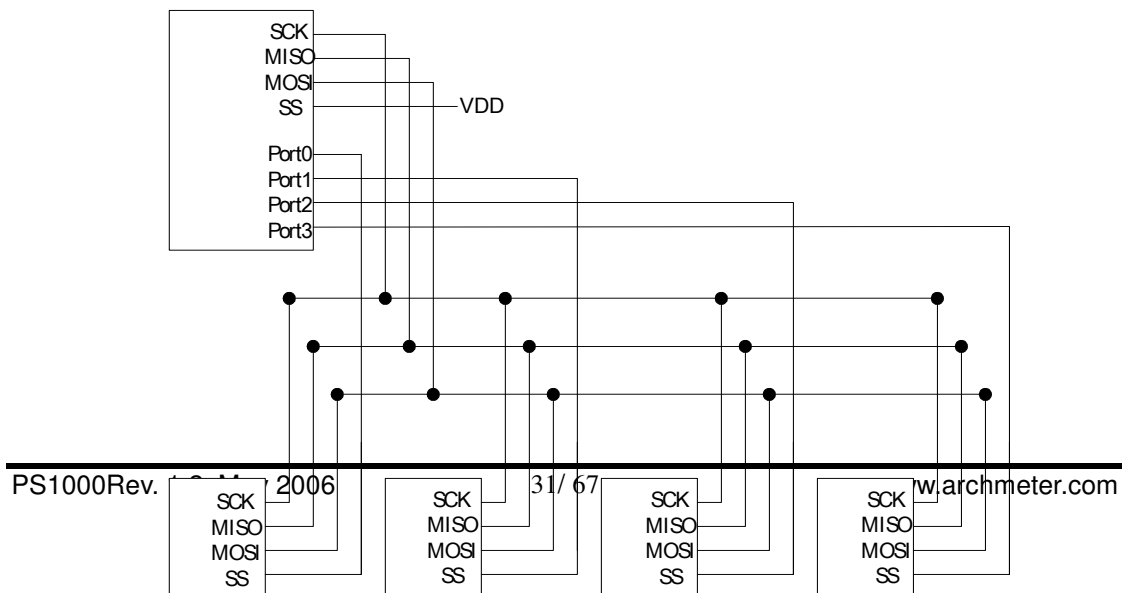 SCK
MISO
MOSI
SS
VDD
Port0
Port1
Port2
Port3
PS1000Rev. 2006 31/ 67 w.archmeter.com
SCK SCK SCK SCK
MISO MISO MISO MISO
MOSI MOSI MOSI MOSI
SS SS SS SS